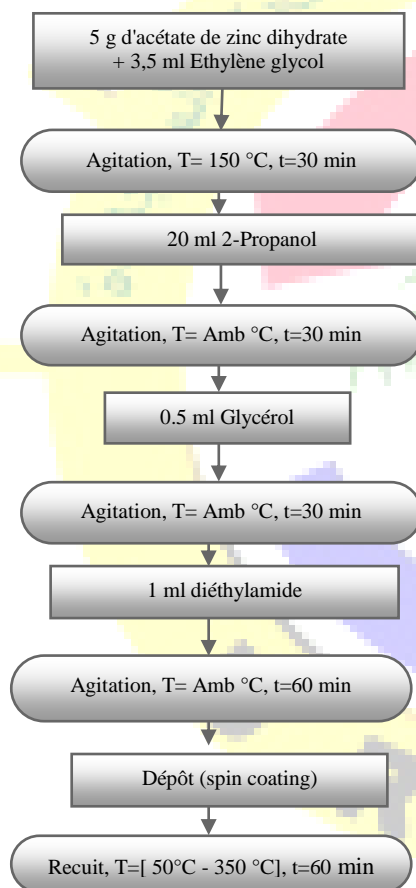 5 g d'acétate de zinc dihydrate
+ 3,5 ml Ethylène glycol
Agitation, T= 150 °C, t=30 min
20 ml 2-Propanol
Agitation, T= Amb °C, t=30 min
0.5 ml Glycérol
Agitation, T= Amb °C, t=30 min
1 ml diéthylamide
Agitation, T= Amb °C, t=60 min
Dépôt (spin coating)
Recuit, T=[ 50°C - 350 °C], t=60 min